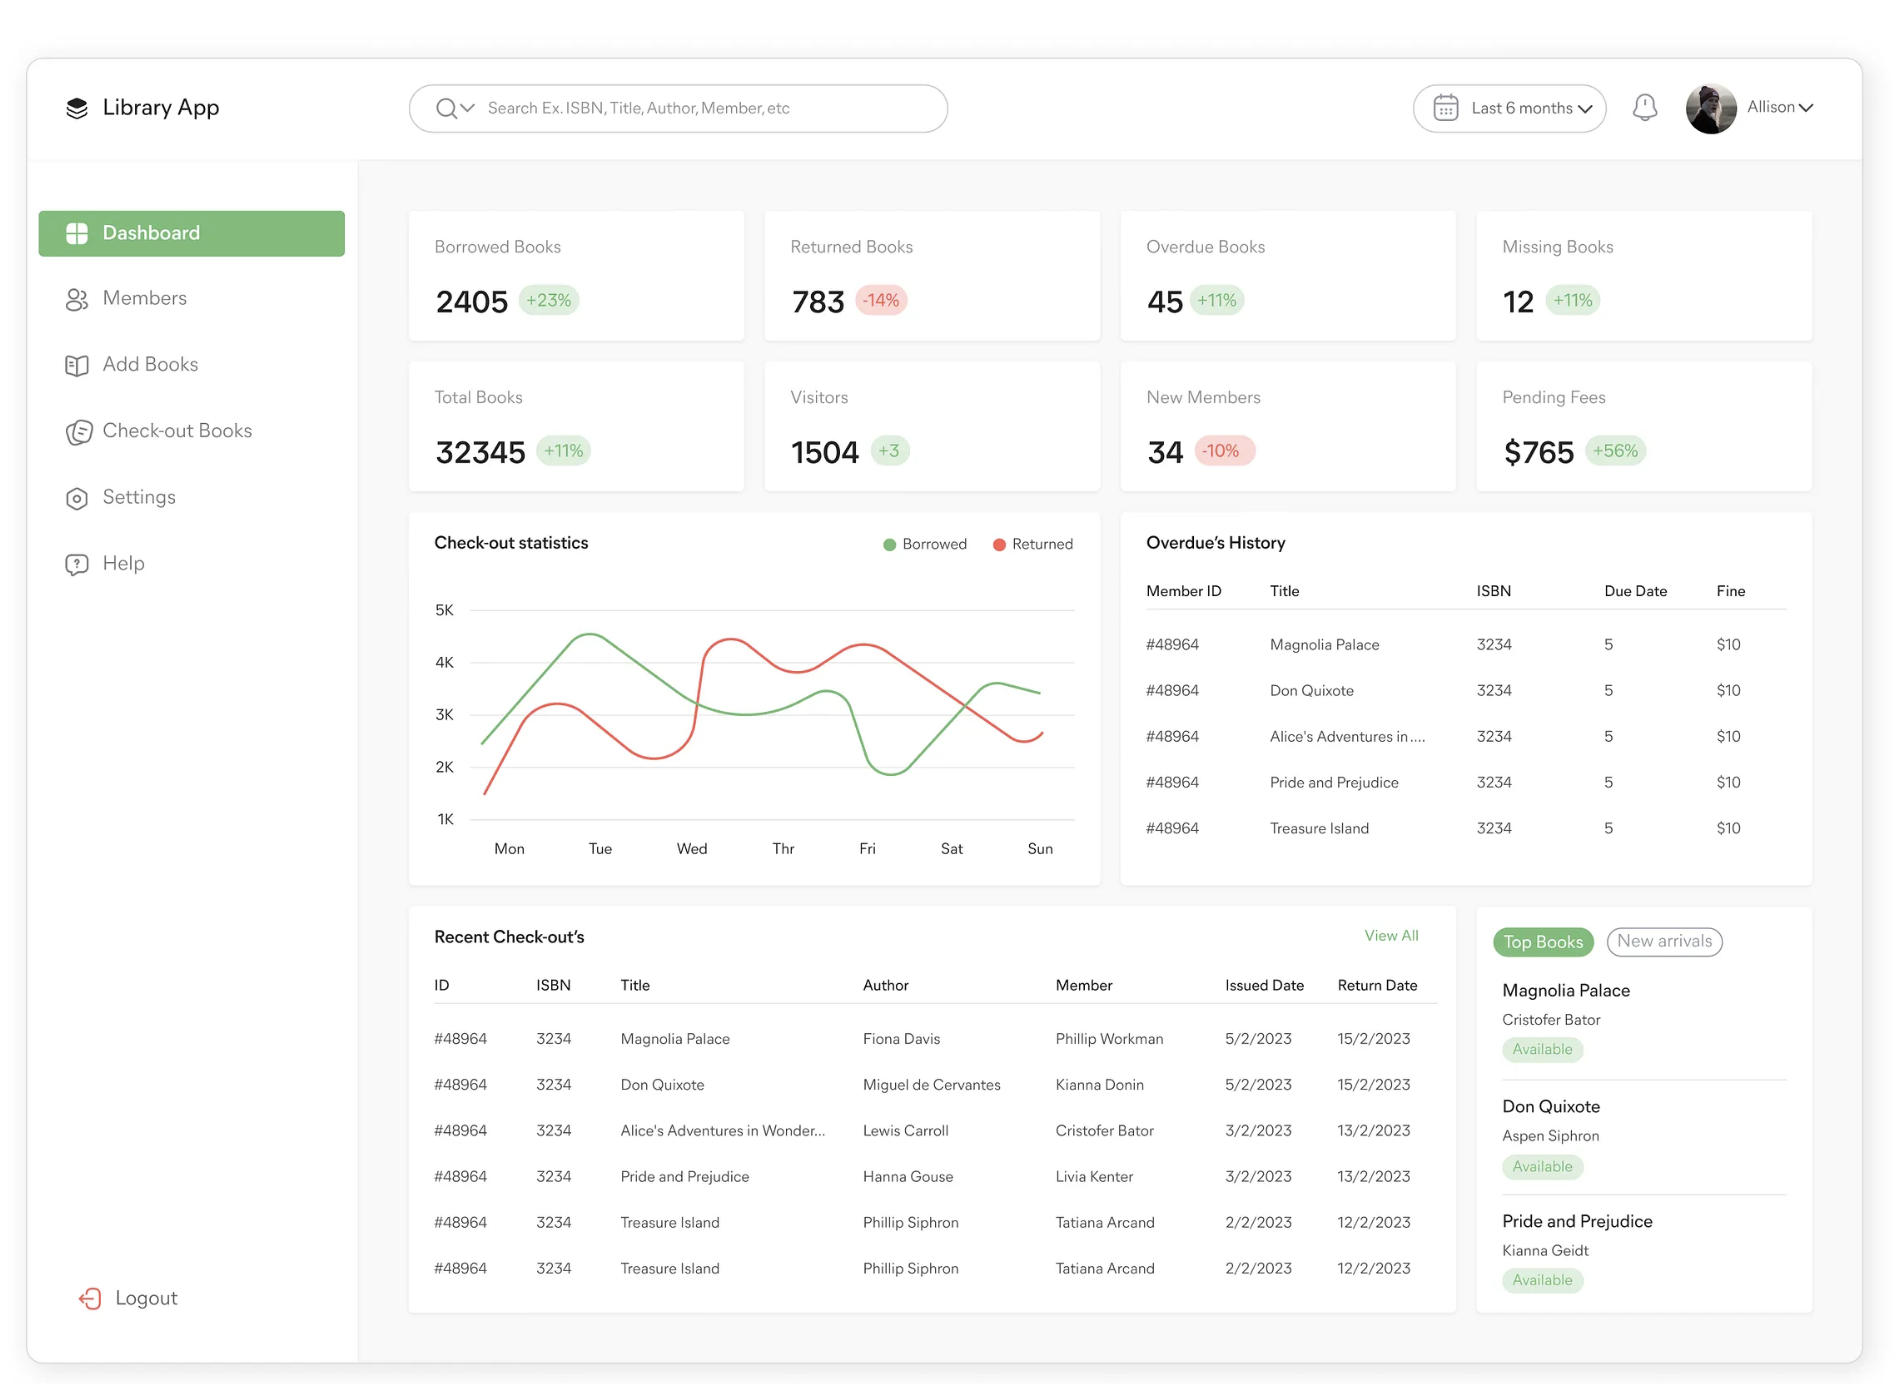 Library App
Search Ex. ISBN, Title, Author, Member, etc
Last 6 months
Allison
Dashboard
Members
Add Books
Check-out Books
Settings
Help
Logout
Borrowed Books
2405 +23%
Returned Books
783 -14%
Overdue Books
45 +11%
Missing Books
12 +11%
Total Books
32345 +11%
Visitors
1504 +3
New Members
34 -10%
Pending Fees
$765 +56%
Check-out statistics
Borrowed Returned
5K
4K
3K
2K
1K
Mon Tue Wed Thr Fri Sat Sun
Overdue's History
Member ID Title ISBN Due Date Fine
#48964 Magnolia Palace 3234 5 $10
#48964 Don Quixote 3234 5 $10
#48964 Alice's Adventures in .... 3234 5 $10
#48964 Pride and Prejudice 3234 5 $10
#48964 Treasure Island 3234 5 $10
Recent Check-out's View All
ID ISBN Title Author Member Issued Date Return Date
#48964 3234 Magnolia Palace Fiona Davis Phillip Workman 5/2/2023 15/2/2023
#48964 3234 Don Quixote Miguel de Cervantes Kianna Donin 5/2/2023 15/2/2023
#48964 3234 Alice's Adventures in Wonder... Lewis Carroll Cristofer Bator 3/2/2023 13/2/2023
#48964 3234 Pride and Prejudice Hanna Gouse Livia Kenter 3/2/2023 13/2/2023
#48964 3234 Treasure Island Phillip Siphron Tatiana Arcand 2/2/2023 12/2/2023
#48964 3234 Treasure Island Phillip Siphron Tatiana Arcand 2/2/2023 12/2/2023
Top Books New arrivals
Magnolia Palace
Cristofer Bator
Available
Don Quixote
Aspen Siphron
Available
Pride and Prejudice
Kianna Geidt
Available